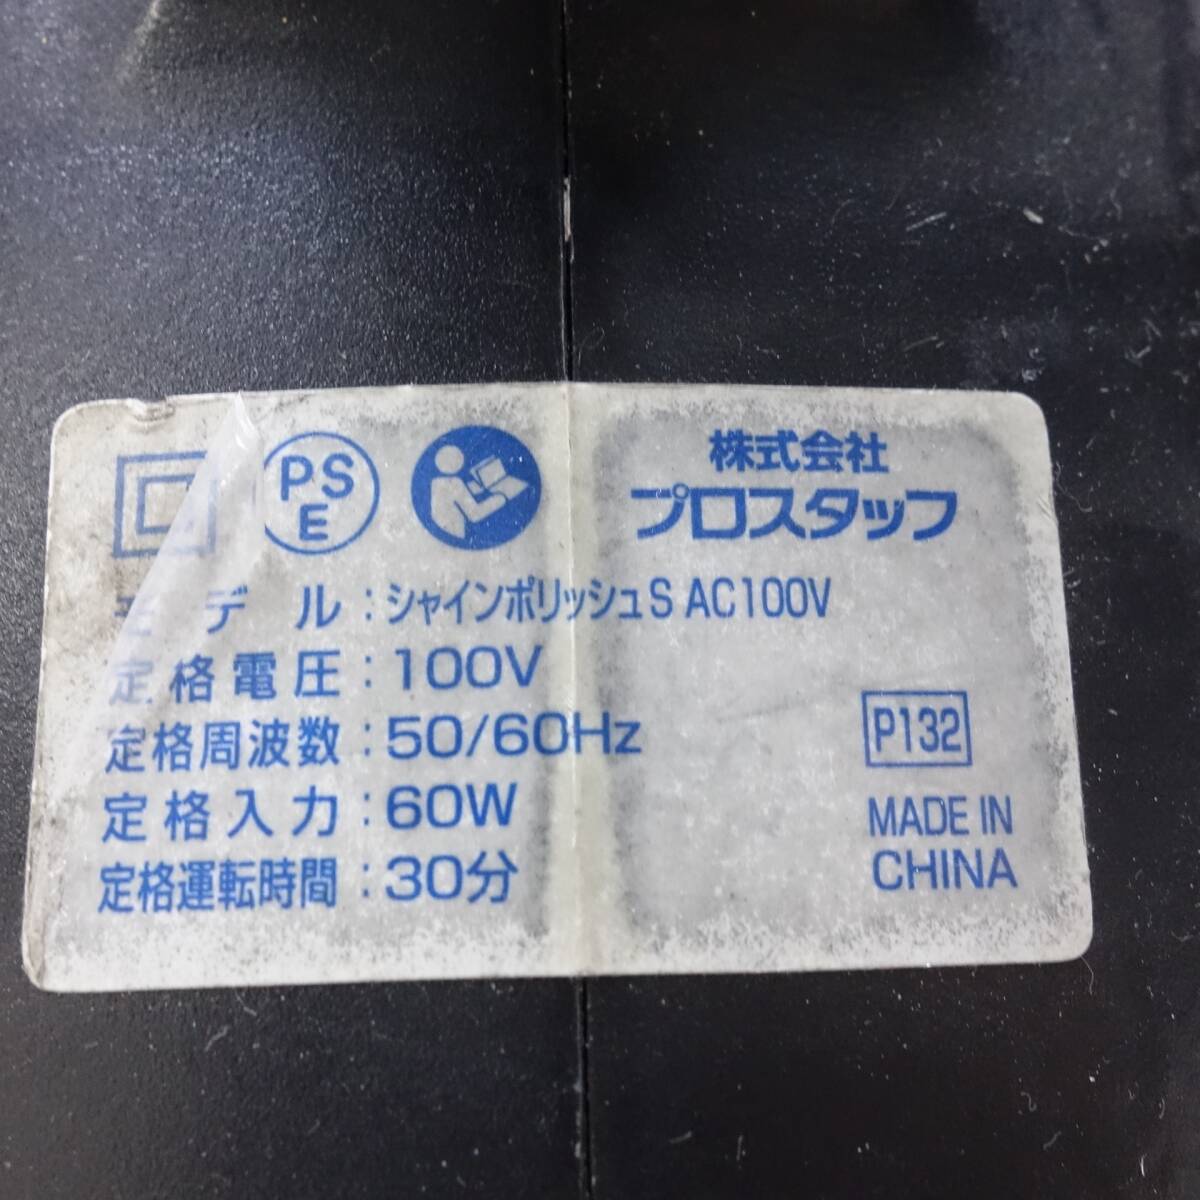 PS
E
株式会社
プロスタッフ
モデル:シャインポリッシュS AC100V
定格電圧:100V
定格周波数:50/60Hz
P132
定格入力:60W
MADE IN
CHINA
定格運転時間:30分